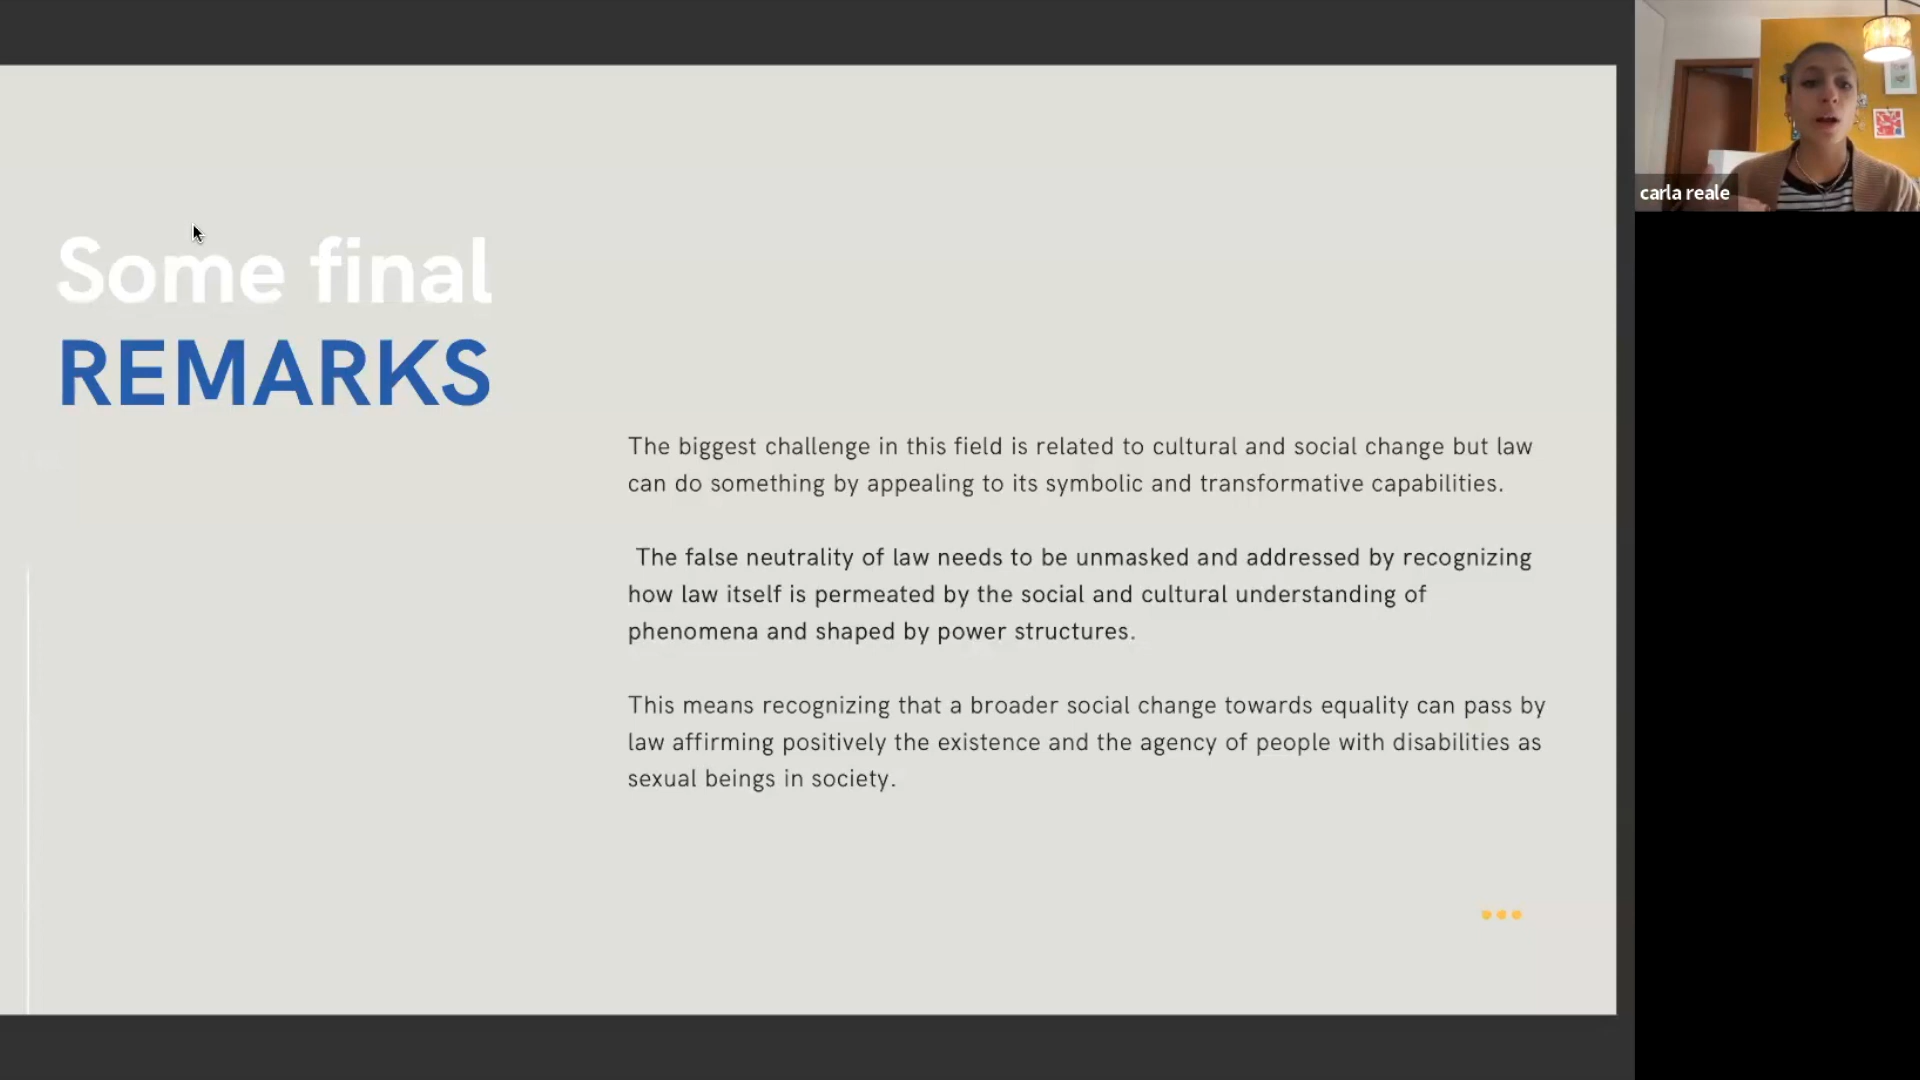 Some final
REMARKS
The biggest challenge in this field is related to cultural and social change but law
can do something by appealing to its symbolic and transformative capabilities.
The false neutrality of law needs to be unmasked and addressed by recognizing
how law itself is permeated by the social and cultural understanding of
phenomena and shaped by power structures.
This means recognizing that a broader social change towards equality can pass by
law affirming positively the existence and the agency of people with disabilities as
sexual beings in society.
carla reale